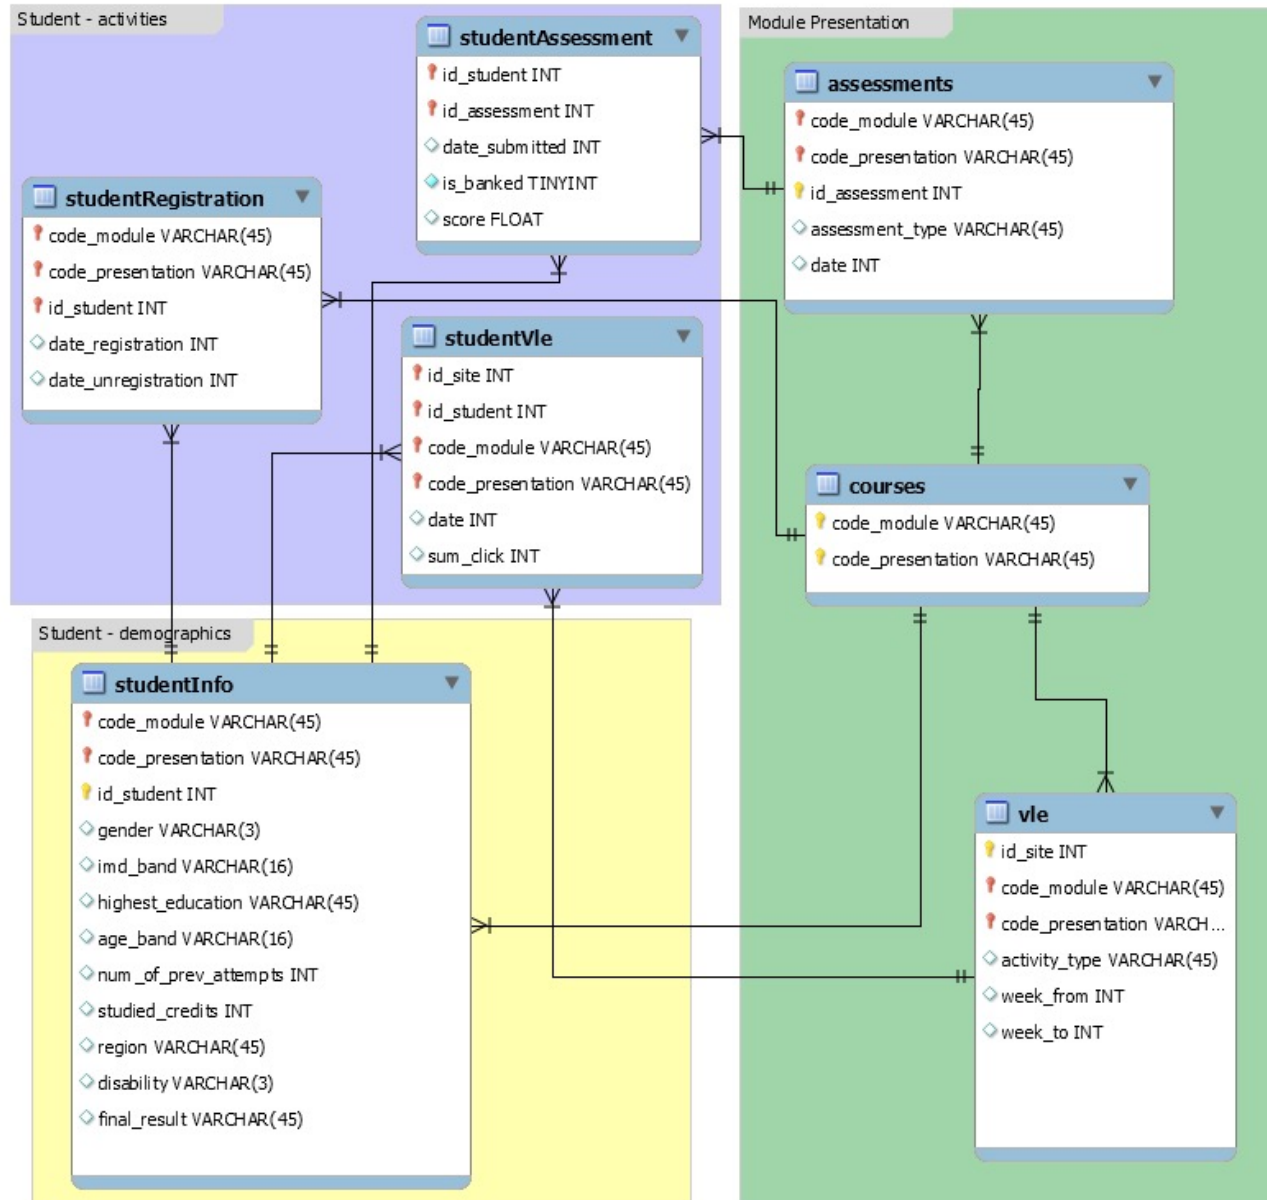 Student - activities
studentAssessment
id_student INT
id_assessment INT
date_submitted INT
is_banked TINYINT
score FLOAT
studentRegistration
code_module VARCHAR(45)
code_presentation VARCHAR(45)
id_student INT
date_registration INT
date_unregistration INT
studentVle
id_site INT
id_student INT
code_module VARCHAR(45)
code_presentation VARCHAR(45)
date INT
sum_click INT
Student - demographics
studentInfo
code_module VARCHAR(45)
code_presentation VARCHAR(45)
id_student INT
gender VARCHAR(3)
imd_band VARCHAR(16)
highest_education VARCHAR(45)
age_band VARCHAR(16)
num_of_prev_attempts INT
studied_credits INT
region VARCHAR(45)
disability VARCHAR(3)
final_result VARCHAR(45)
Module Presentation
assessments
code_module VARCHAR(45)
code_presentation VARCHAR(45)
id_assessment INT
assessment_type VARCHAR(45)
date INT
courses
code_module VARCHAR(45)
code_presentation VARCHAR(45)
vle
id_site INT
code_module VARCHAR(45)
code_presentation VARCH...
activity_type VARCHAR(45)
week_from INT
week_to INT